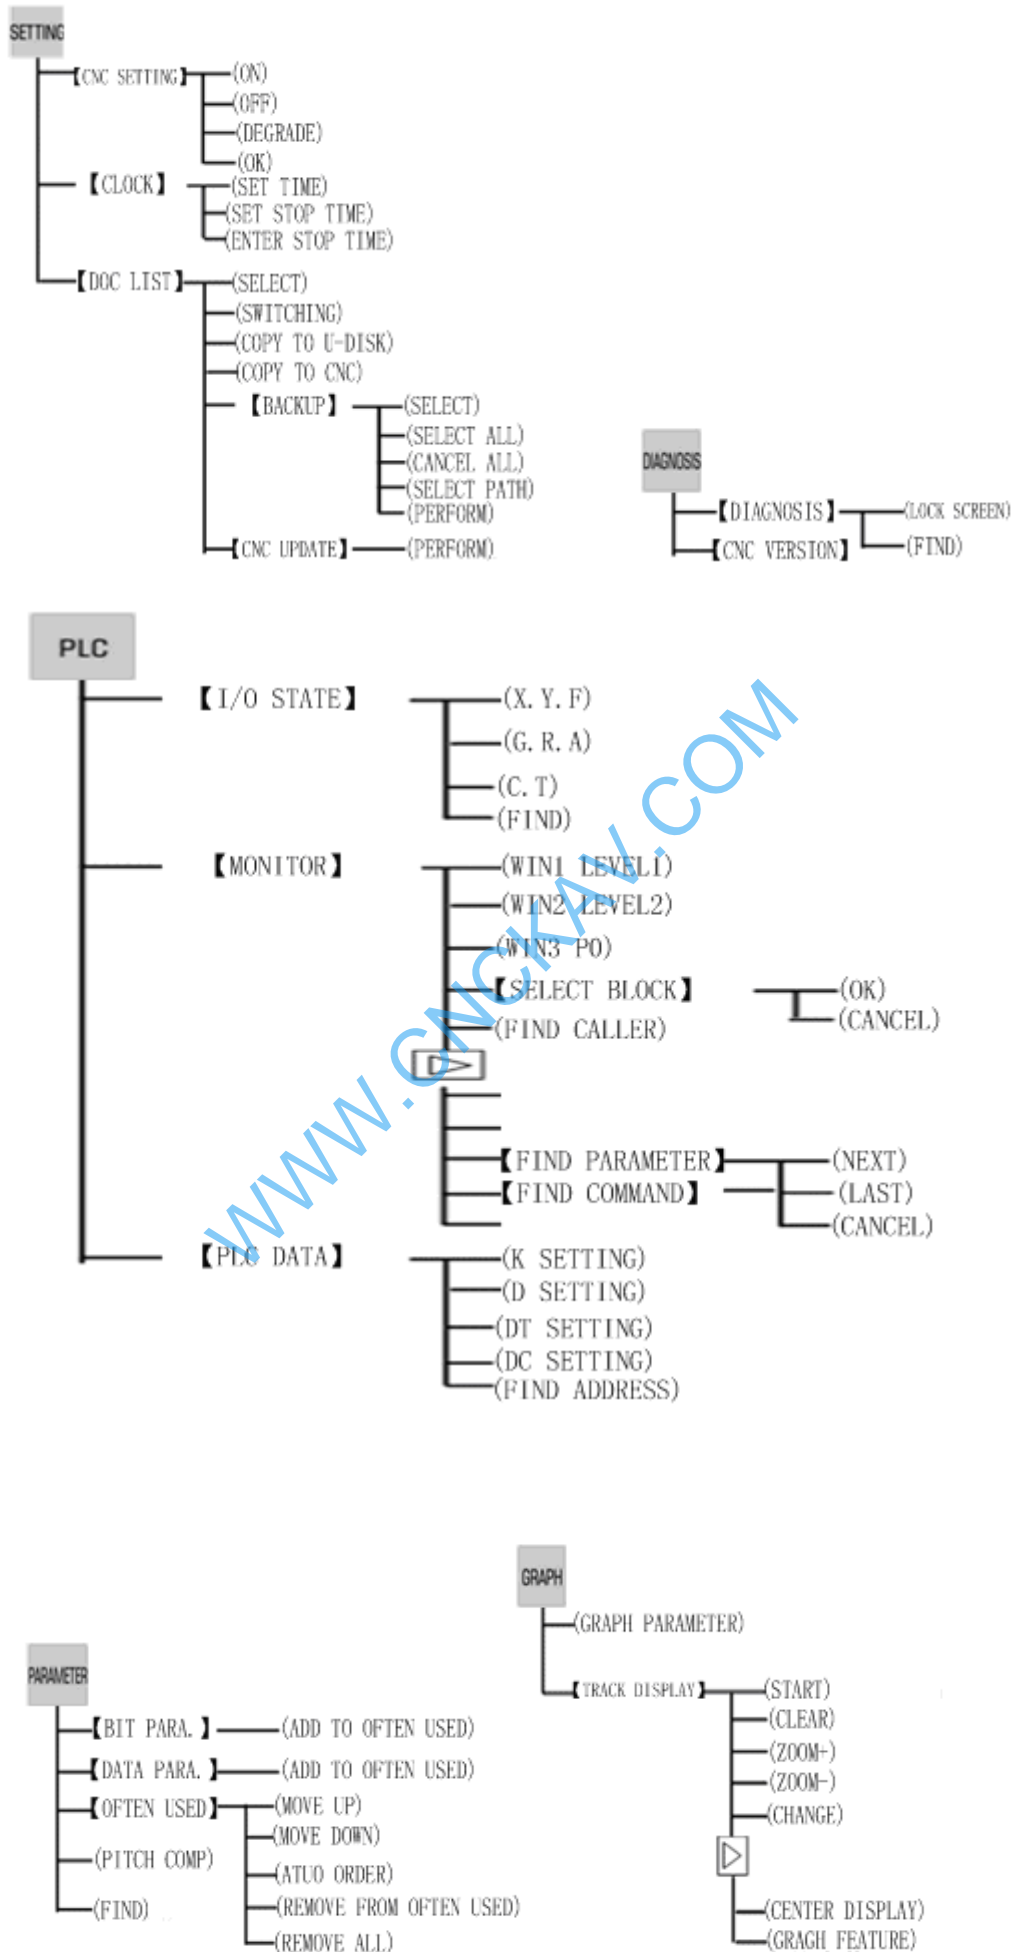 SETTING
【CNC SETTING】 (ON)
(OFF)
(DEGRADE)
(OK)
【CLOCK】 (SET TIME)
(SET STOP TIME)
(ENTER STOP TIME)
【DOC LIST】 (SELECT)
(SWITCHING)
(COPY TO U-DISK)
(COPY TO CNC)
【BACKUP】 (SELECT)
(SELECT ALL)
(CANCEL ALL)
(SELECT PATH)
(PERFORM)
【CNC UPDATE】 (PERFORM)
DIAGNOSIS
【DIAGNOSIS】 (LOCK SCREEN)
【CNC VERSION】 (FIND)
PLC
【I/O STATE】 (X.Y.F)
(G.R.A)
(C.T)
(FIND)
【MONITOR】 (WIN1 LEVEL1)
(WIN2 LEVEL2)
(WIN3 P0)
【SELECT BLOCK】 (OK)
(CANCEL)
(FIND CALLER)
【FIND PARAMETER】 (NEXT)
【FIND COMMAND】 (LAST)
(CANCEL)
【PLC DATA】 (K SETTING)
(D SETTING)
(DT SETTING)
(DC SETTING)
(FIND ADDRESS)
WWW.CNCKAV.COM
PARAMETER
【BIT PARA.】 (ADD TO OFTEN USED)
【DATA PARA.】 (ADD TO OFTEN USED)
【OFTEN USED】 (MOVE UP)
(MOVE DOWN)
(ATUO ORDER)
(REMOVE FROM OFTEN USED)
(REMOVE ALL)
(PITCH COMP)
(FIND)
GRAPH
(GRAPH PARAMETER)
【TRACK DISPLAY】 (START)
(CLEAR)
(ZOOM+)
(ZOOM-)
(CHANGE)
(CENTER DISPLAY)
(GRAGH FEATURE)